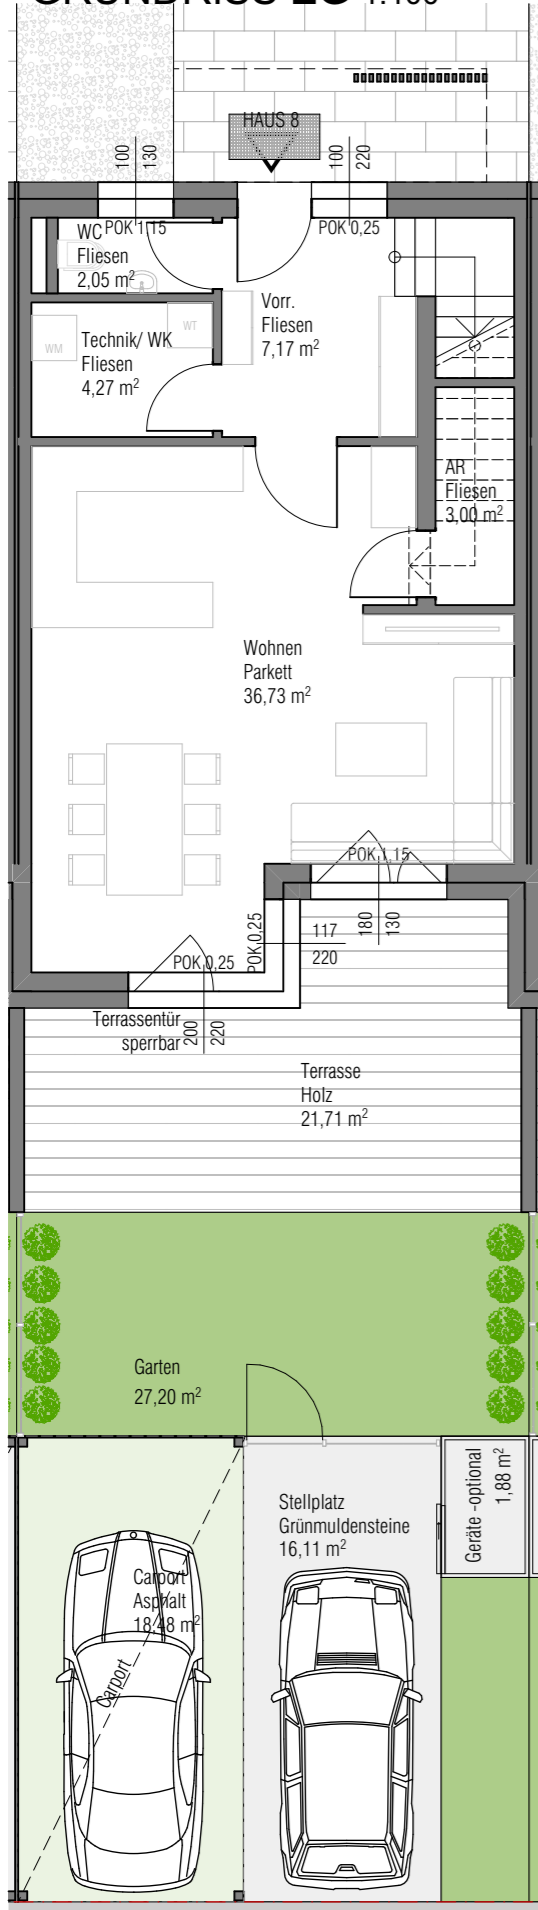 GRUNDRISS EG 1:100
HAUS 8
100
130
100
220
POK 1,15
POK 0,25
WC
Fliesen
2,05 m²
Vorr.
Fliesen
7,17 m²
WM
WT
Technik/ WK
Fliesen
4,27 m²
AR
Fliesen
3,00 m²
Wohnen
Parkett
36,73 m²
POK 1,15
180
130
POK 0,25
117
220
POK 0,25
Terrassentür
sperrbar
200
220
Terrasse
Holz
21,71 m²
Garten
27,20 m²
Stellplatz
Grünmuldensteine
16,11 m²
Geräte -optional
1,88 m²
Carport
Asphalt
18,48 m²
Carport